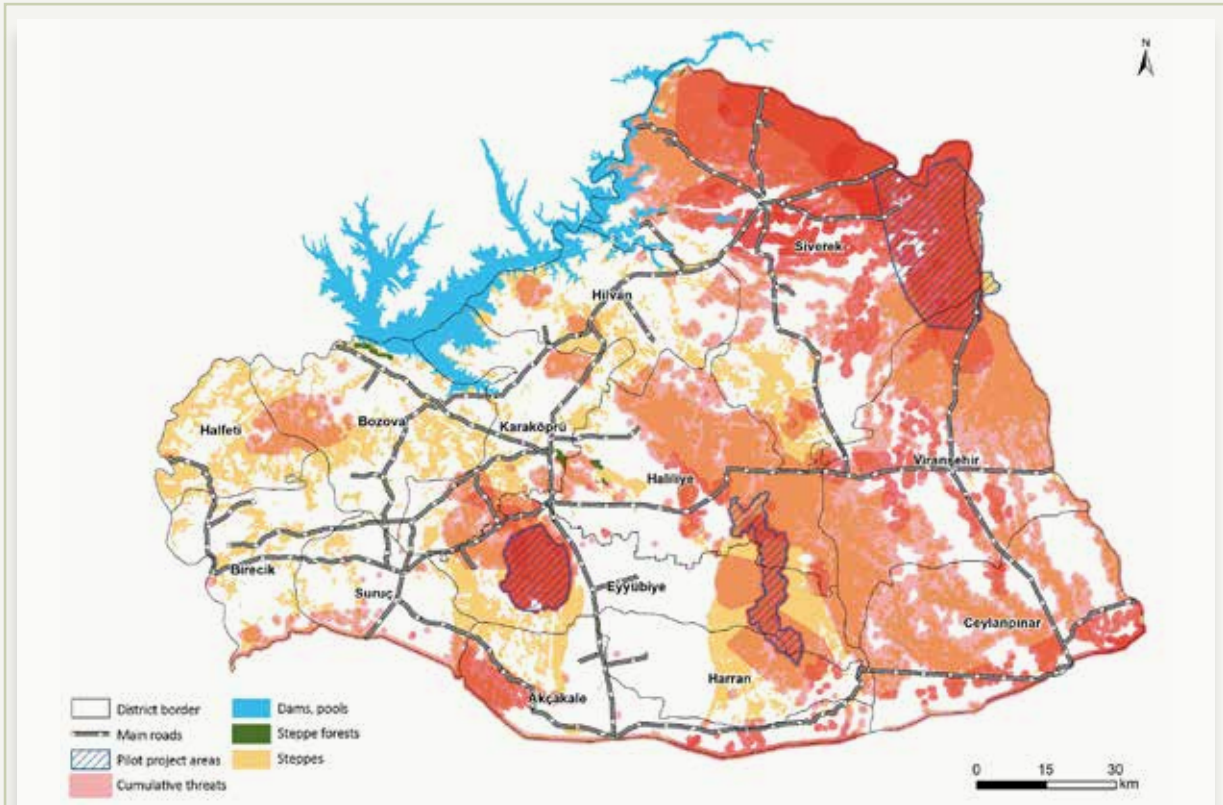 N
Siverek
Hilvan
Halfeti
Bozova
Karaköprü
Haliliye
Viranşehir
Birecik
Suruç
Eyyübiye
Ceylanpınar
Akçakale
Harran
District border
Main roads
Pilot project areas
Cumulative threats
Dams, pools
Steppe forests
Steppes
0 15 30
km